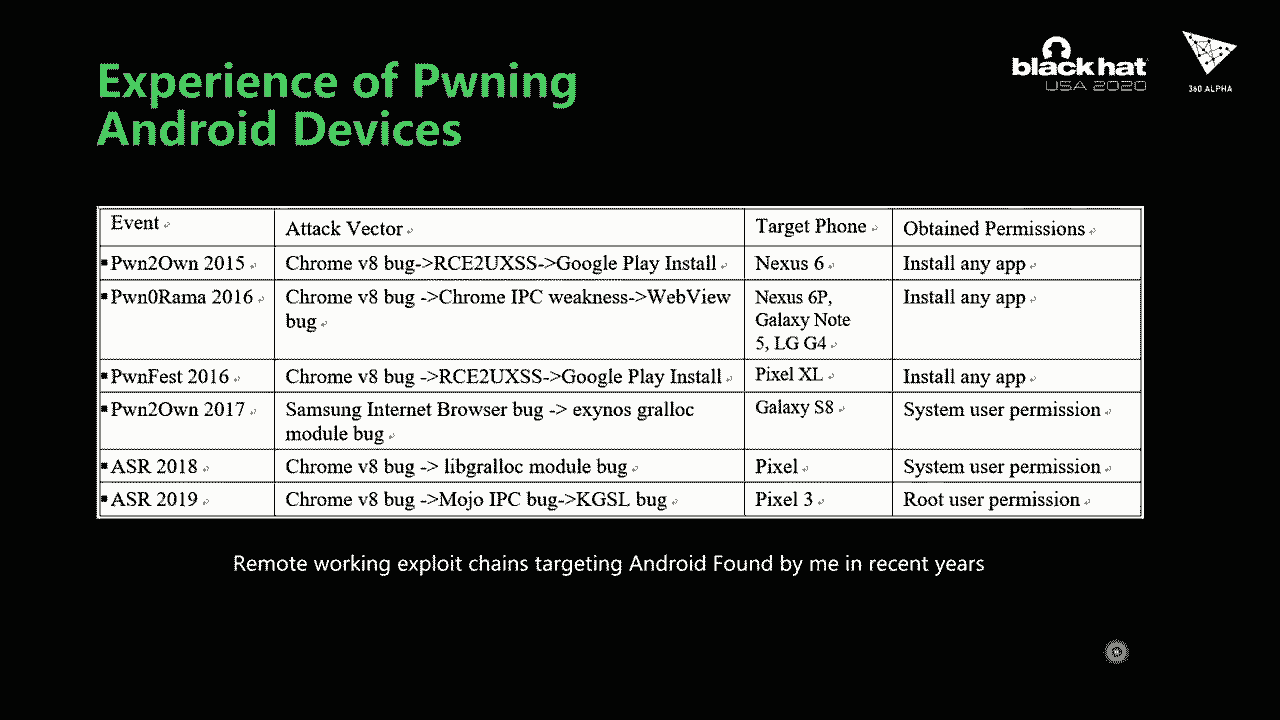 black hat
USA 2020
360 ALPHA
Experience of Pwning
Android Devices
Event Attack Vector Target Phone Obtained Permissions
Pwn2Own 2015 Chrome v8 bug->RCE2UXSS->Google Play Install Nexus 6 Install any app
Pwn0Rama 2016 Chrome v8 bug ->Chrome IPC weakness->WebView
bug
Nexus 6P,
Galaxy Note
5, LG G4
Install any app
PwnFest 2016 Chrome v8 bug ->RCE2UXSS->Google Play Install Pixel XL Install any app
Pwn2Own 2017 Samsung Internet Browser bug -> exynos gralloc
module bug
Galaxy S8 System user permission
ASR 2018 Chrome v8 bug -> libgralloc module bug Pixel System user permission
ASR 2019 Chrome v8 bug ->Mojo IPC bug->KGSL bug Pixel 3 Root user permission
Remote working exploit chains targeting Android Found by me in recent years